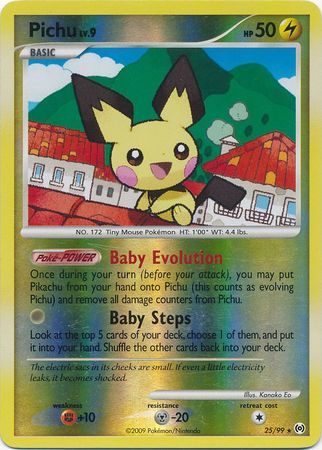 Pichu LV.9 HP 50
BASIC
NO. 172 Tiny Mouse Pokémon HT: 1'00" WT: 4.4 lbs.
Poké-POWER Baby Evolution
Once during your turn (before your attack), you may put
Pikachu from your hand onto Pichu (this counts as evolving
Pichu) and remove all damage counters from Pichu.
Baby Steps
Look at the top 5 cards of your deck, choose 1 of them, and put
it into your hand. Shuffle the other cards back into your deck.
The electric sacs in its cheeks are small. If even a little electricity
leaks, it becomes shocked.
Illus. Kanako Eo
weakness resistance retreat cost
+10 -20
©2009 Pokémon/Nintendo 25/99 ★